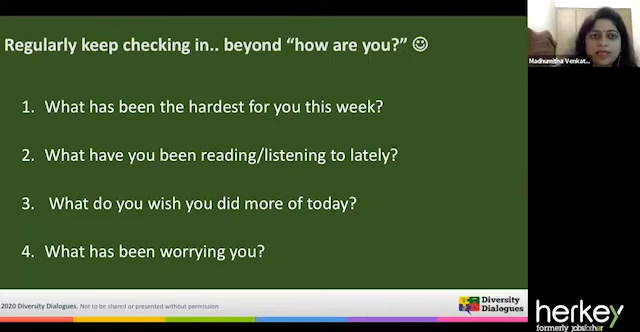 Regularly keep checking in.. beyond “how are you?” ☺
1. What has been the hardest for you this week?
2. What have you been reading/listening to lately?
3. What do you wish you did more of today?
4. What has been worrying you?
2020 Diversity Dialogues. Not to be shared or presented without permission
Diversity
Dialogues
Madhumitha Venkat...
herkey
formerly jobsforher